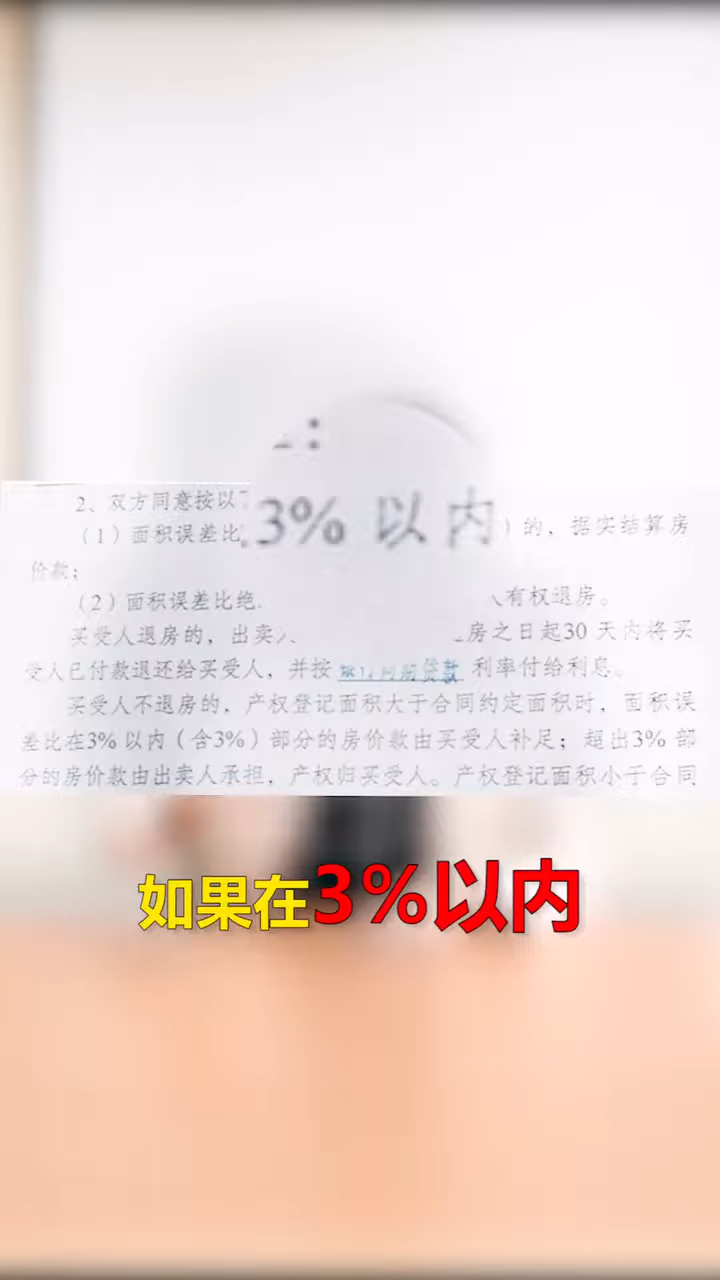 2、双方同意按以
(1)面积误差比 3% 以内 )的，据实结算房
价款；
(2)面积误差比绝 人有权退房。
买受人退房的，出卖人 房之日起30 天内将买
受人已付款退还给买受人，并按 贷款 利率付给利息。
买受人不退房的，产权登记面积大于合同约定面积时，面积误
差比在3% 以内（含3%）部分的房价款由买受人补足；超出3% 部
分的房价款由出卖人承担，产权归买受人。产权登记面积小于合同
如果在3%以内